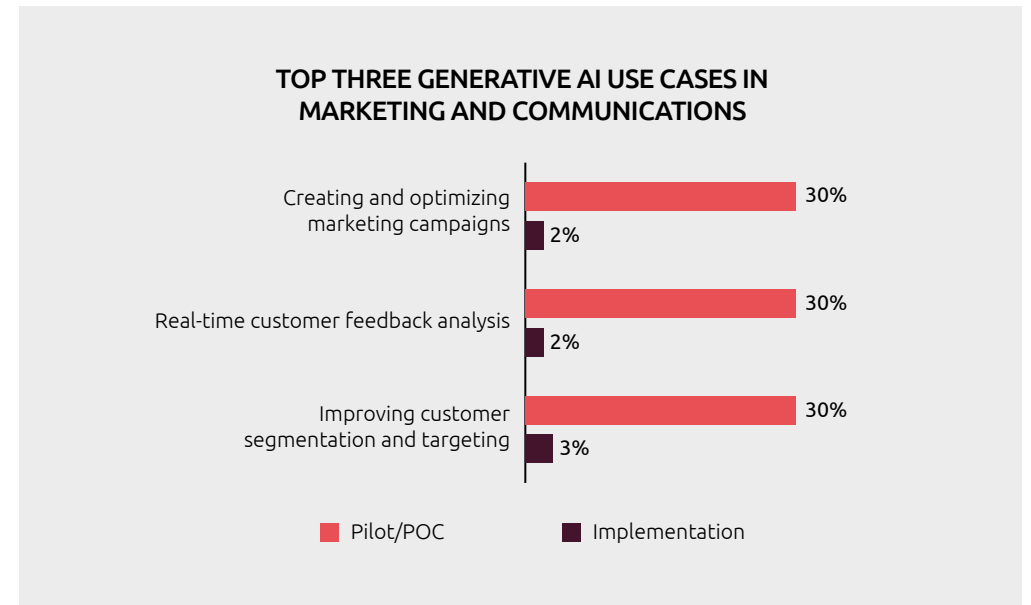 TOP THREE GENERATIVE AI USE CASES IN
MARKETING AND COMMUNICATIONS
Creating and optimizing
marketing campaigns
30%
2%
Real-time customer feedback analysis
30%
2%
Improving customer
segmentation and targeting
30%
3%
Pilot/POC
Implementation